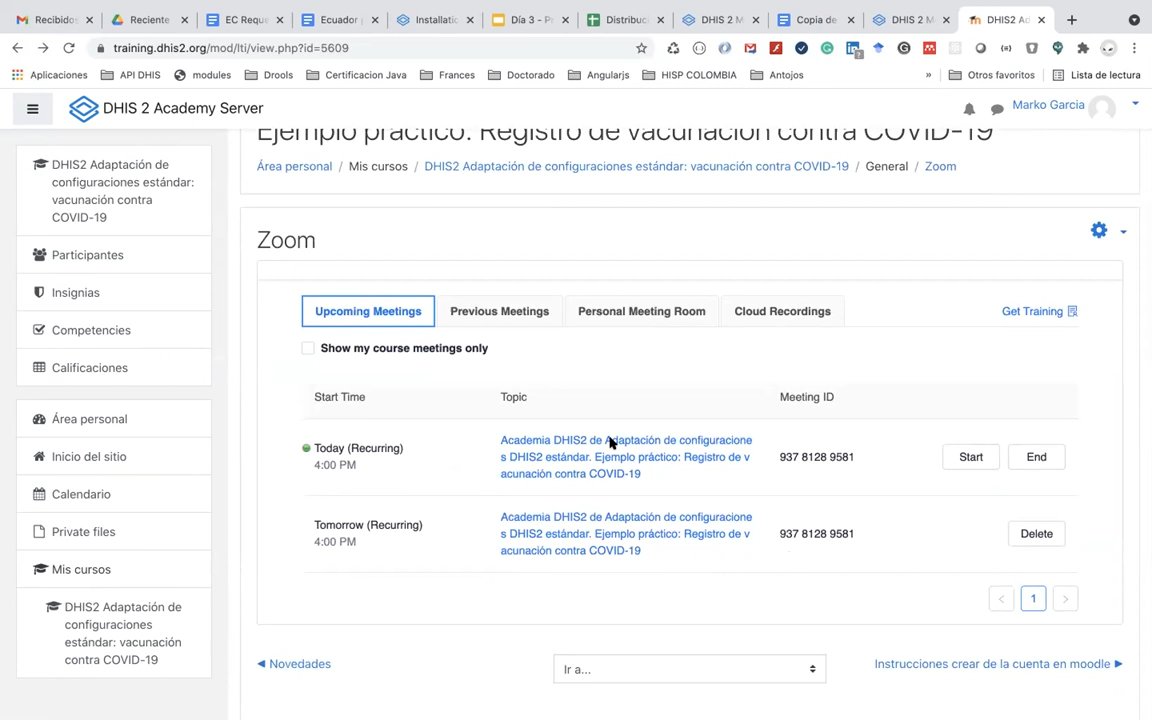 Recibidos
Reciente
EC Reque
Ecuador
Installatic
Día 3 - Pr
Distribuc
DHIS 2 M
Copia de
DHIS 2 M
DHIS2 Ad
training.dhis2.org/mod/lti/view.php?id=5609
Aplicaciones
API DHIS
modules
Drools
Certificacion Java
Frances
Doctorado
Angularjs
HISP COLOMBIA
Antojos
»
Otros favoritos
Lista de lectura
DHIS 2 Academy Server
Marko Garcia
Ejemplo práctico: Registro de vacunación contra COVID-19
Área personal / Mis cursos / DHIS2 Adaptación de configuraciones estándar: vacunación contra COVID-19 / General / Zoom
DHIS2 Adaptación de
configuraciones estándar:
vacunación contra
COVID-19
Participantes
Insignias
Competencies
Calificaciones
Área personal
Inicio del sitio
Calendario
Private files
Mis cursos
DHIS2 Adaptación de
configuraciones
estándar: vacunación
contra COVID-19
Zoom
Upcoming Meetings
Previous Meetings
Personal Meeting Room
Cloud Recordings
Get Training
Show my course meetings only
Start Time
Topic
Meeting ID
Today (Recurring)
4:00 PM
Academia DHIS2 de Adaptación de configuracione
s DHIS2 estándar. Ejemplo práctico: Registro de v
acunación contra COVID-19
937 8128 9581
Start
End
Tomorrow (Recurring)
4:00 PM
Academia DHIS2 de Adaptación de configuracione
s DHIS2 estándar. Ejemplo práctico: Registro de v
acunación contra COVID-19
937 8128 9581
Delete
<
1
>
◀ Novedades
Ir a...
Instrucciones crear de la cuenta en moodle ▶